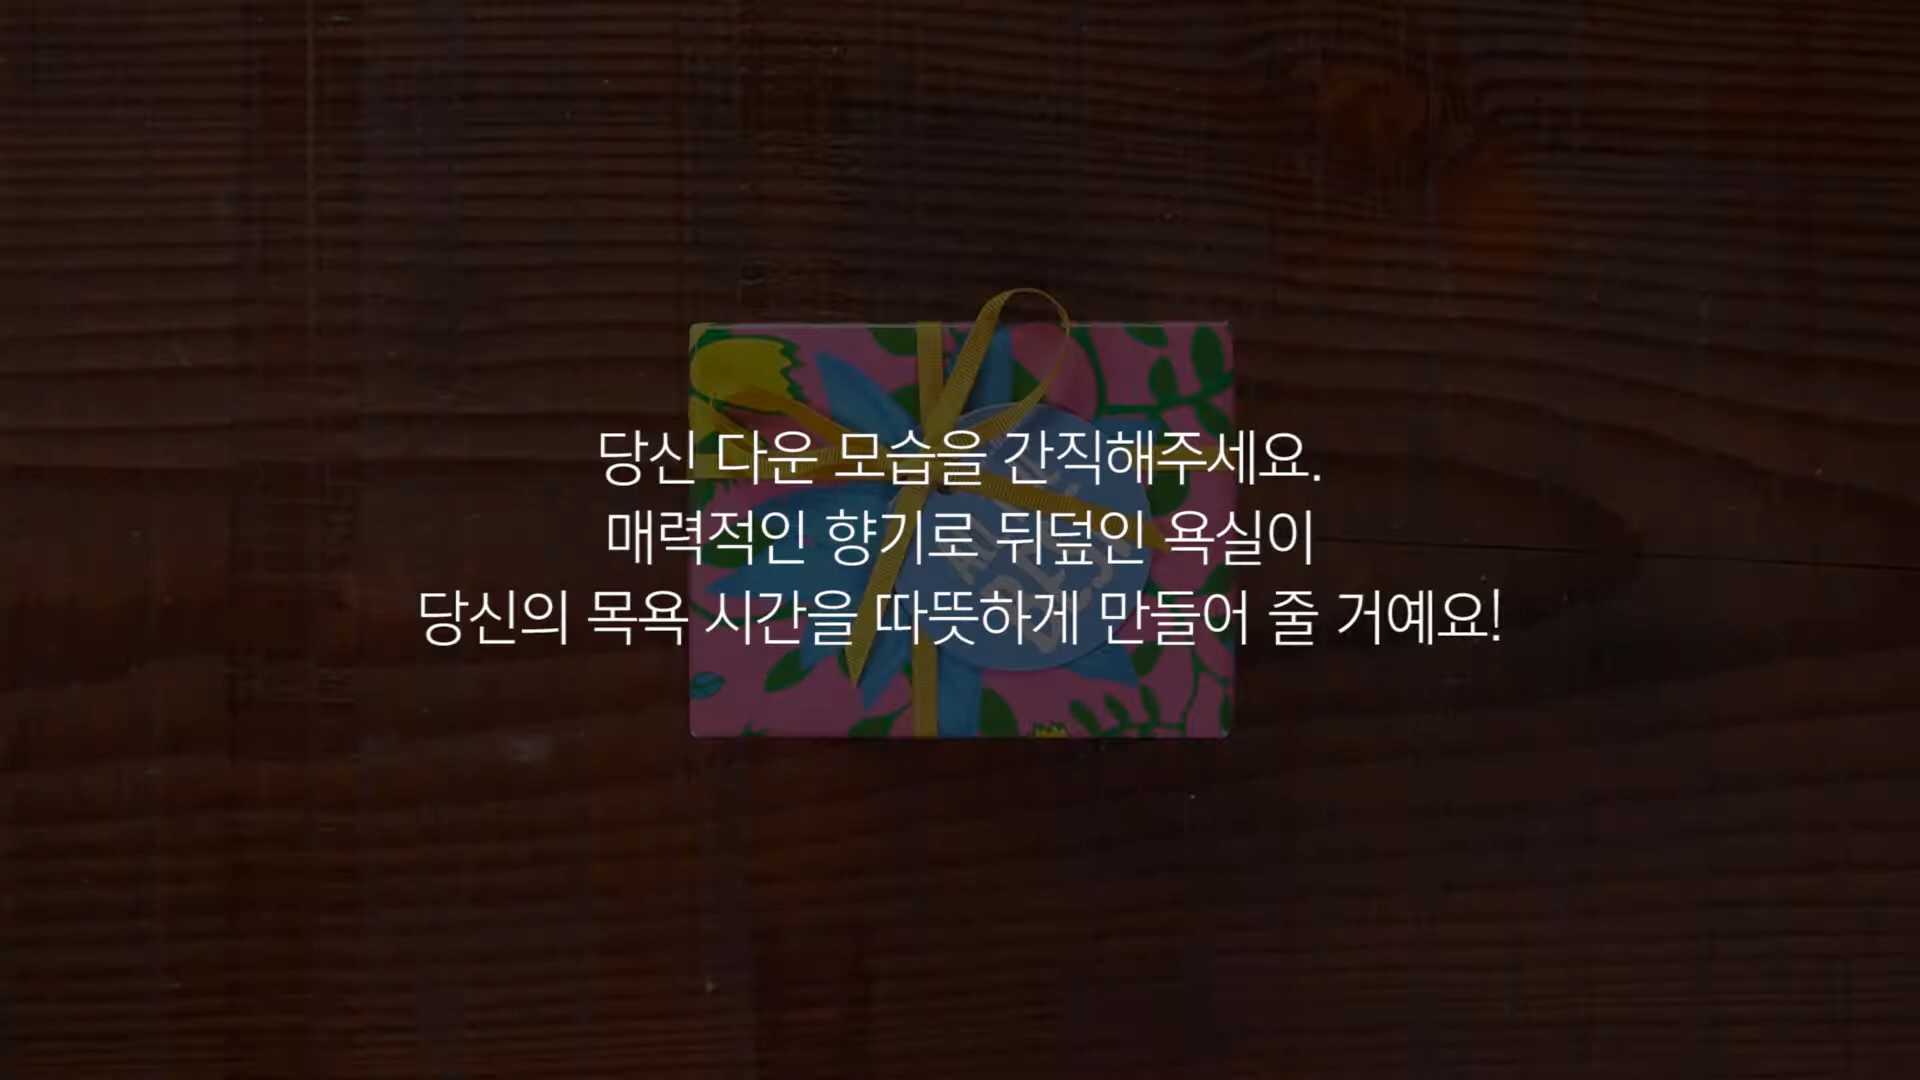 당신 다운 모습을 간직해주세요.
매력적인 향기로 뒤덮인 욕실이
당신의 목욕 시간을 따뜻하게 만들어 줄 거예요!